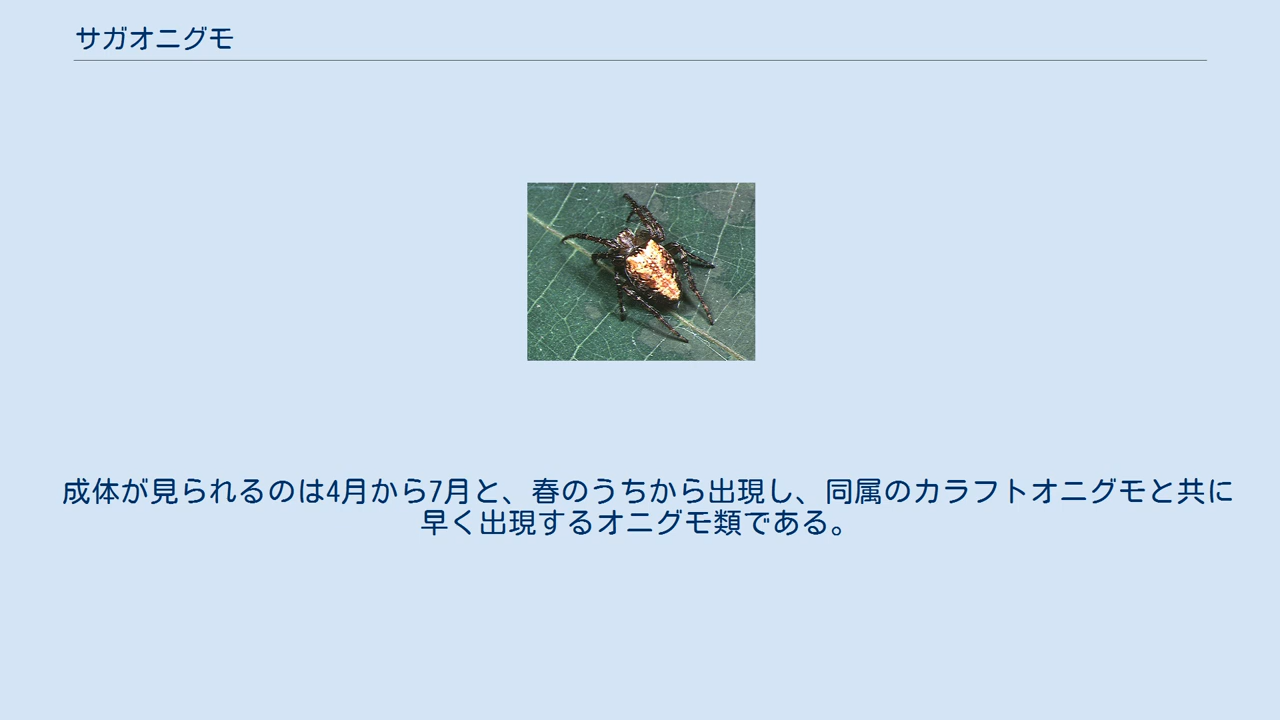 サガオニグモ
成体が見られるのは4月から7月と、春のうちから出現し、同属のカラフトオニグモと共に
早く出現するオニグモ類である。